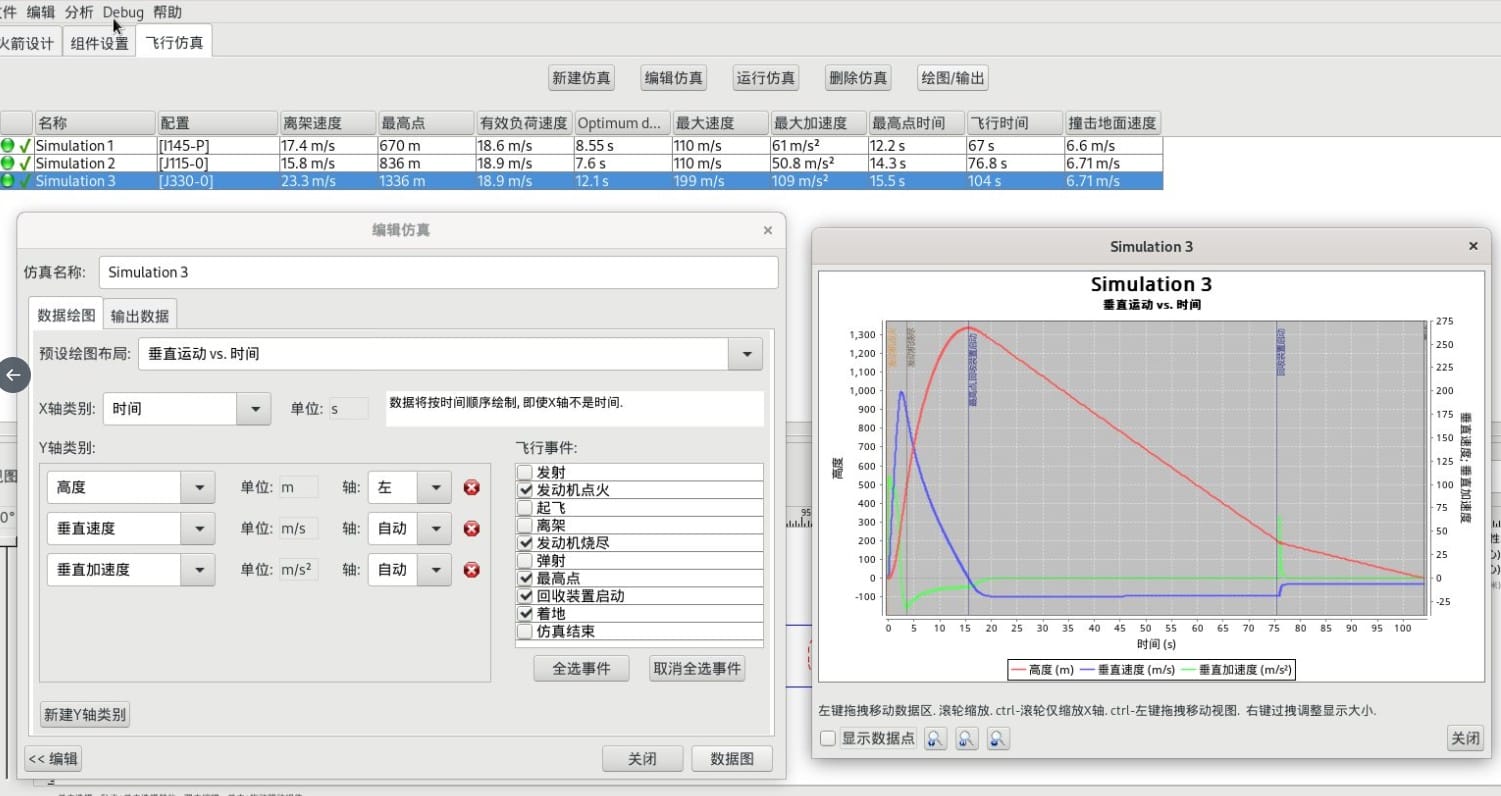 件 编辑 分析 Debug 帮助
火箭设计 组件设置 飞行仿真
新建仿真 编辑仿真 运行仿真 删除仿真 绘图/输出
名称 配置 离架速度 最高点 有效负荷速度 Optimum d... 最大速度 最大加速度 最高点时间 飞行时间 撞击地面速度
Simulation 1 [I145-P] 17.4 m/s 670 m 18.6 m/s 8.55 s 110 m/s 61 m/s² 12.2 s 67 s 6.6 m/s
Simulation 2 [J115-0] 15.8 m/s 836 m 18.9 m/s 7.6 s 110 m/s 50.8 m/s² 14.3 s 76.8 s 6.71 m/s
Simulation 3 [J330-0] 23.3 m/s 1336 m 18.9 m/s 12.1 s 199 m/s 109 m/s² 15.5 s 104 s 6.71 m/s
编辑仿真 ×
仿真名称: Simulation 3
数据绘图 输出数据
预设绘图布局: 垂直运动 vs. 时间
X轴类别: 时间 单位: s 数据将按时间顺序绘制, 即使X轴不是时间.
Y轴类别:
高度 单位: m 轴: 左
垂直速度 单位: m/s 轴: 自动
垂直加速度 单位: m/s² 轴: 自动
飞行事件:
发射
发动机点火
起飞
离架
发动机烧尽
弹射
最高点
回收装置启动
着地
仿真结束
全选事件 取消全选事件
新建Y轴类别
<< 编辑 关闭 数据图
视图
0°
95
Simulation 3 ×
Simulation 3
垂直运动 vs. 时间
高度
1,300
1,200
1,100
1,000
900
800
700
600
500
400
300
200
100
0
-100
最高点,回收装置启动
回收装置启动
275
250
225
200
175
150
125
100
75
50
25
0
-25
垂直速度; 垂直加速度
0 5 10 15 20 25 30 35 40 45 50 55 60 65 70 75 80 85 90 95 100
时间 (s)
高度 (m) 垂直速度 (m/s) 垂直加速度 (m/s²)
左键拖拽移动数据区. 滚轮缩放. ctrl-滚轮仅缩放X轴. ctrl-左键拖拽移动视图. 右键过拽调整显示大小.
显示数据点 关闭